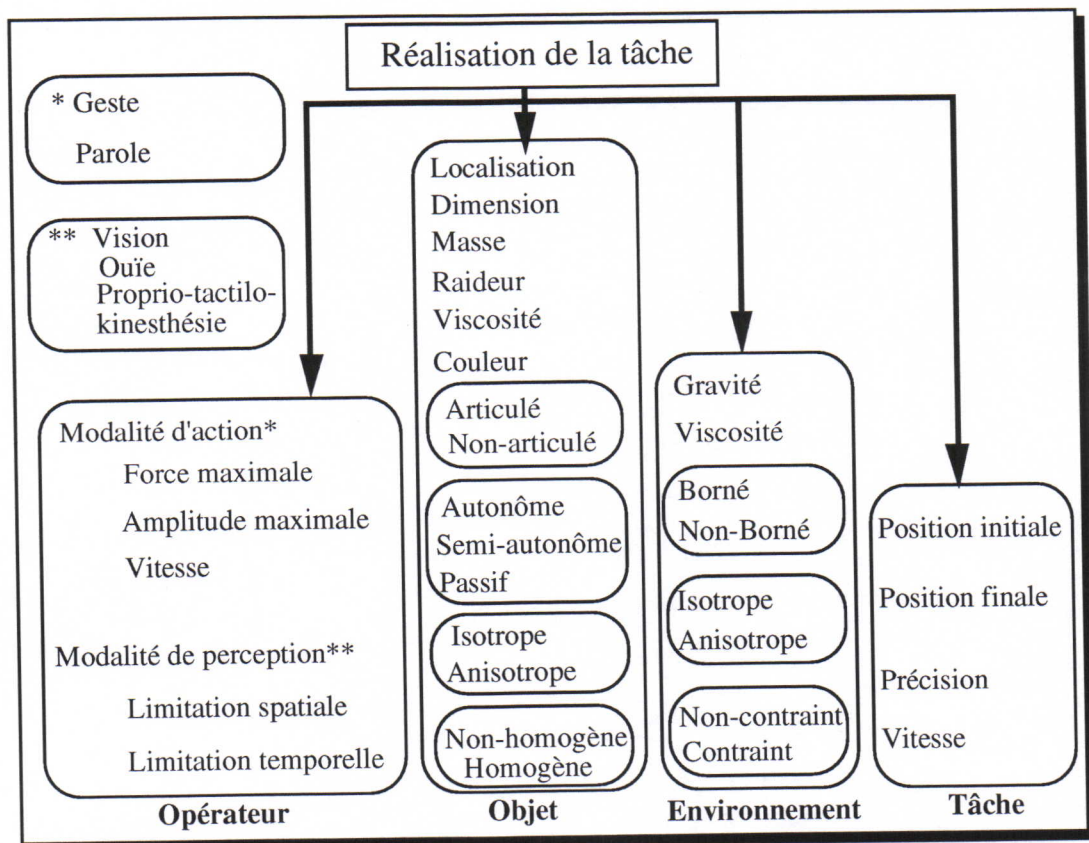 Réalisation de la tâche
* Geste
Parole
** Vision
Ouïe
Proprio-tactilo-
kinesthésie
Modalité d'action*
Force maximale
Amplitude maximale
Vitesse
Modalité de perception**
Limitation spatiale
Limitation temporelle
Opérateur
Localisation
Dimension
Masse
Raideur
Viscosité
Couleur
Articulé
Non-articulé
Autonôme
Semi-autonôme
Passif
Isotrope
Anisotrope
Non-homogène
Homogène
Objet
Gravité
Viscosité
Borné
Non-Borné
Isotrope
Anisotrope
Non-contraint
Contraint
Environnement
Position initiale
Position finale
Précision
Vitesse
Tâche